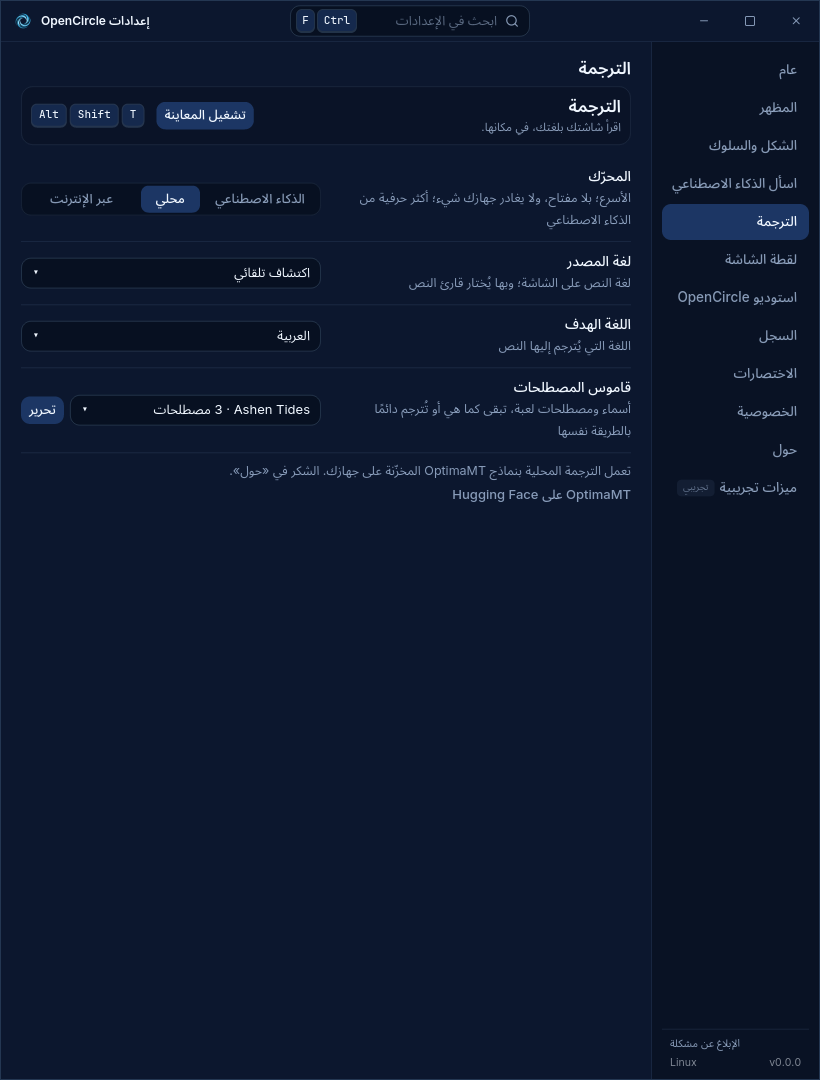 إعدادات OpenCircle
ابحث في الإعدادات
Ctrl F
عام
المظهر
الشكل والسلوك
اسأل الذكاء الاصطناعي
الترجمة
لقطة الشاشة
استوديو OpenCircle
السجل
الاختصارات
الخصوصية
حول
ميزات تجريبية تجريبي
الإبلاغ عن مشكلة
v0.0.0 Linux
الترجمة
الترجمة
اقرأ شاشتك بلغتك، في مكانها.
تشغيل المعاينة
Alt Shift T
المحرّك
الأسرع؛ بلا مفتاح، ولا يغادر جهازك شيء؛ أكثر حرفية من
الذكاء الاصطناعي
الذكاء الاصطناعي محلي عبر الإنترنت
لغة المصدر
لغة النص على الشاشة؛ وبها يُختار قارئ النص
اكتشاف تلقائي
اللغة الهدف
اللغة التي يُترجم إليها النص
العربية
قاموس المصطلحات
أسماء ومصطلحات لعبة، تبقى كما هي أو تُترجم دائمًا
بالطريقة نفسها
Ashen Tides · 3 مصطلحات
تحرير
تعمل الترجمة المحلية بنماذج OptimaMT المخزّنة على جهازك. الشكر في «حول».
OptimaMT على Hugging Face